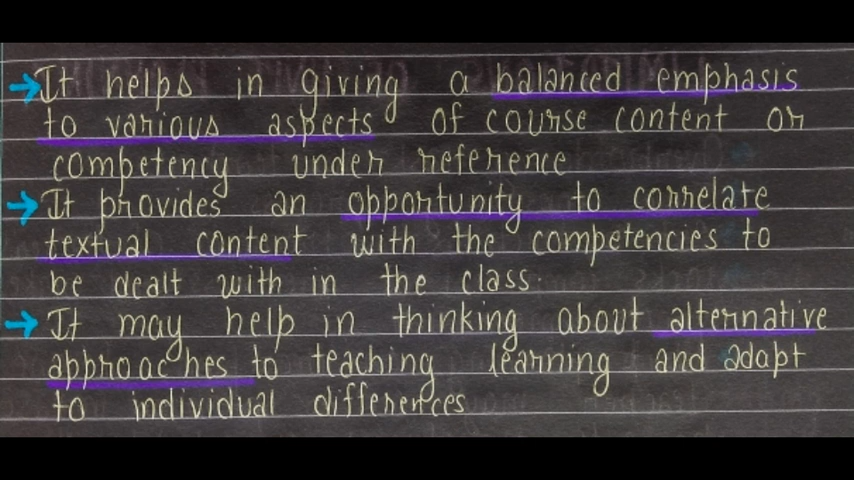 →It helps in giving a balanced emphasis
to various aspects of course content or
competency under reference
→It provides an opportunity to correlate
textual content with the competencies to
be dealt with in the class.
→It may help in thinking about alternative
approaches to teaching learning and adapt
to individual differences